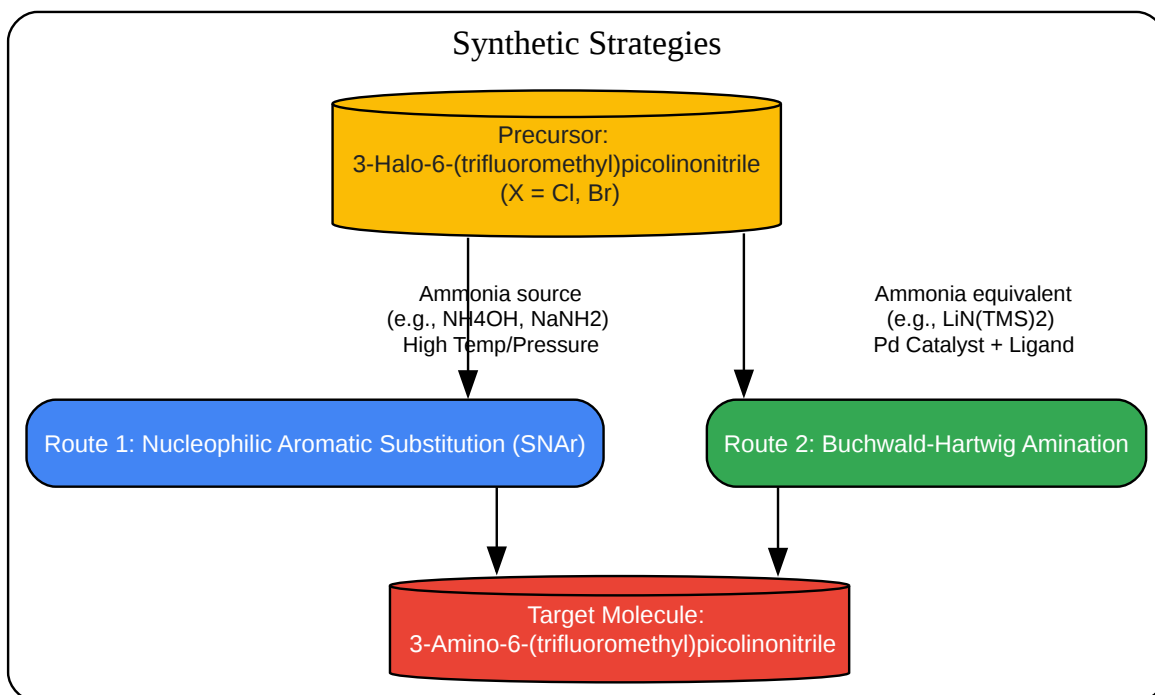 Synthetic Strategies
Precursor:
3-Halo-6-(trifluoromethyl)picolinonitrile
(X = Cl, Br)
Ammonia source
(e.g., NH4OH, NaNH2)
High Temp/Pressure
Ammonia equivalent
(e.g., LiN(TMS)2)
Pd Catalyst + Ligand
Route 1: Nucleophilic Aromatic Substitution (SNAr)
Route 2: Buchwald-Hartwig Amination
Target Molecule:
3-Amino-6-(trifluoromethyl)picolinonitrile